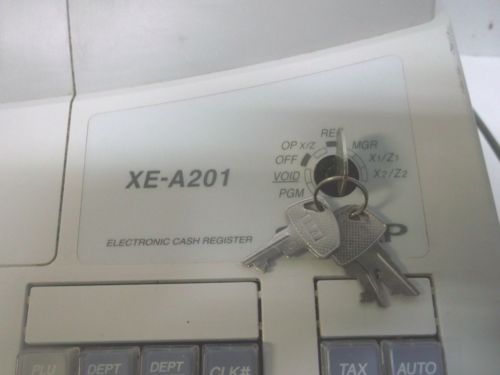 REG
OP X/Z
MGR
OFF
X1/Z1
VOID
X2/Z2
PGM
XE-A201
ELECTRONIC CASH REGISTER
PLU
DEPT
DEPT
CLK#
TAX
AUTO